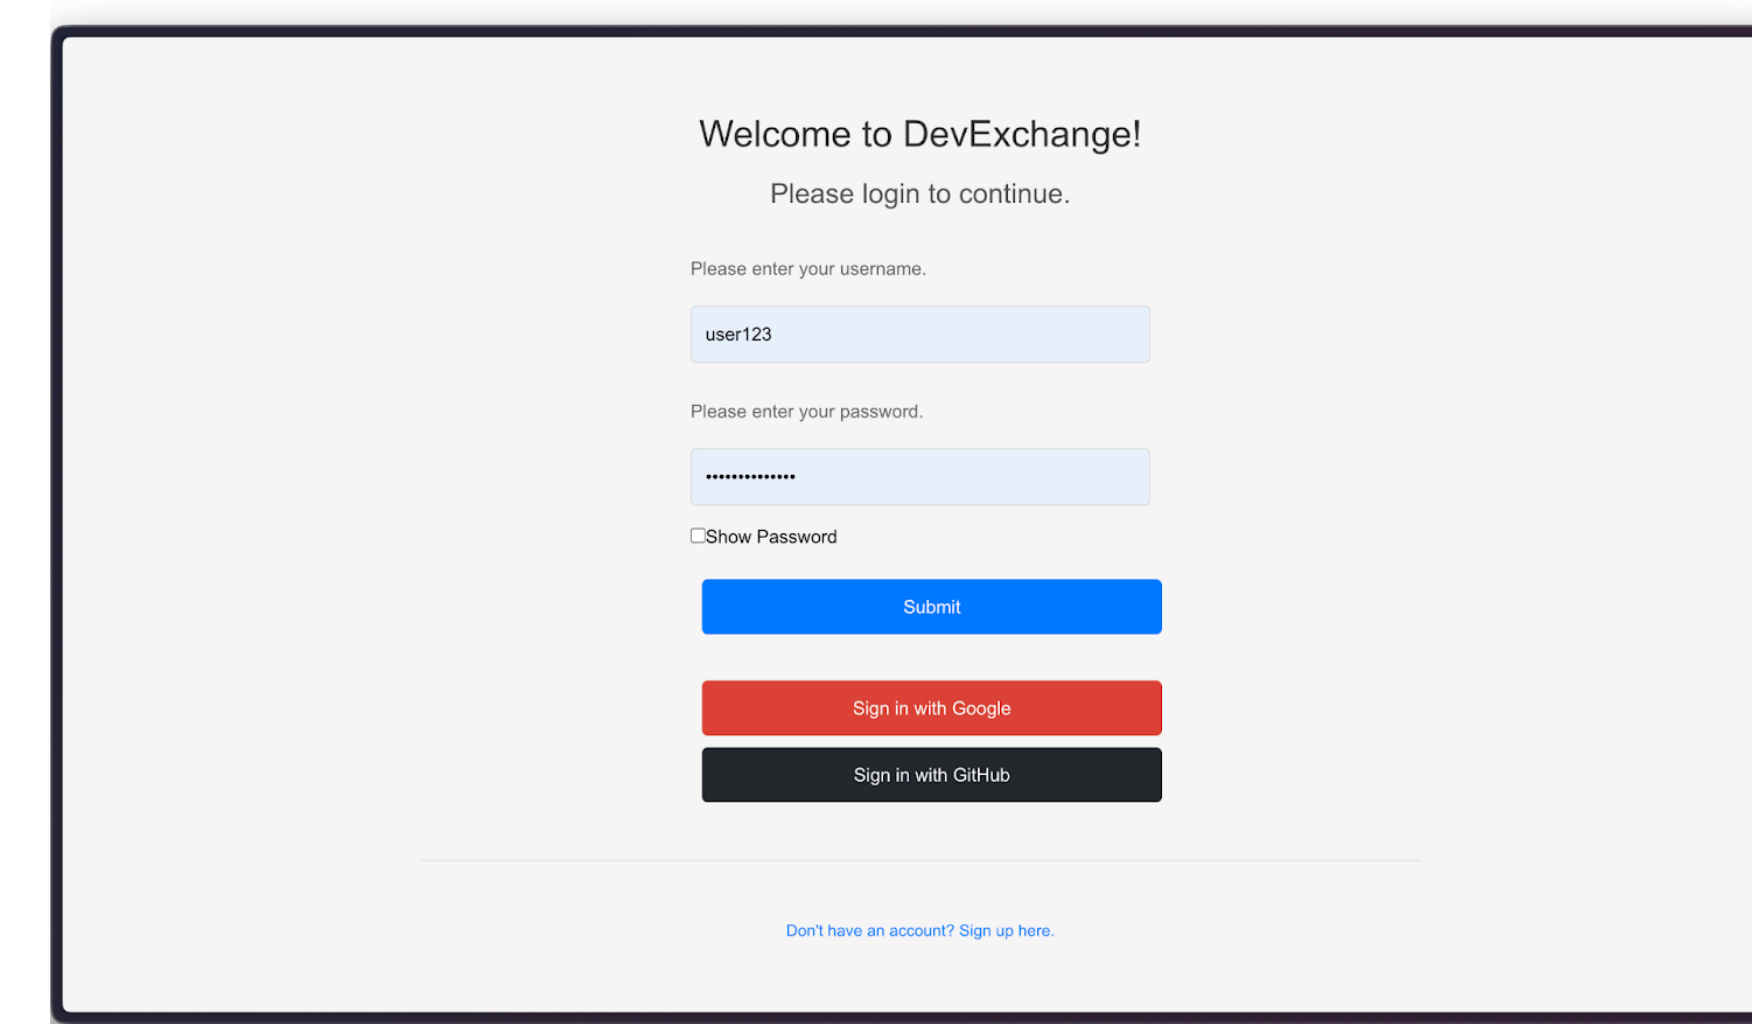 Welcome to DevExchange!
Please login to continue.
Please enter your username.
user123
Please enter your password.
••••••••••••••
Show Password
Submit
Sign in with Google
Sign in with GitHub
Don't have an account? Sign up here.